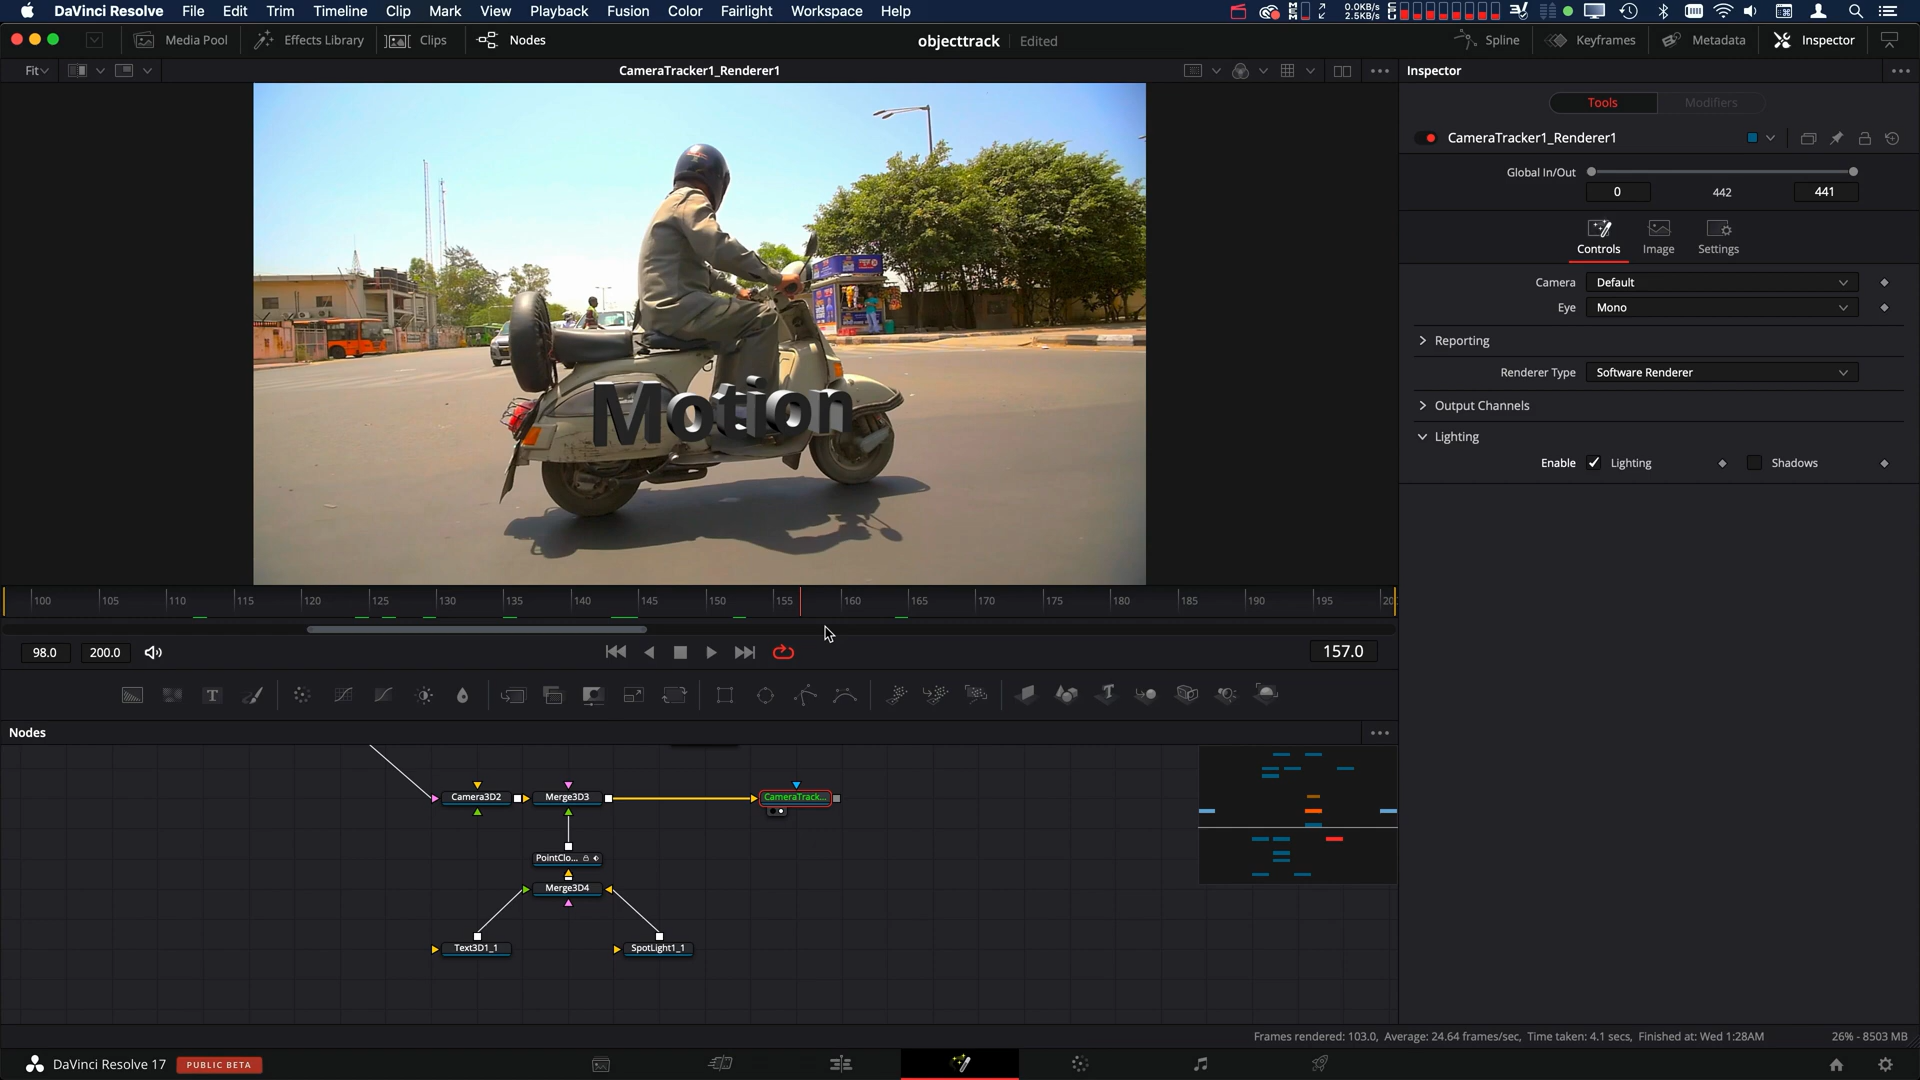 DaVinci Resolve File Edit Trim Timeline Clip Mark View Playback Fusion Color Fairlight Workspace Help
0.0KB/s
2.5KB/s
Media Pool Effects Library Clips Nodes
objecttrack Edited
Spline Keyframes Metadata Inspector
Fit
CameraTracker1_Renderer1
Inspector
Tools Modifiers
CameraTracker1_Renderer1
Global In/Out
0 442 441
Controls Image Settings
Camera Default
Eye Mono
Reporting
Renderer Type Software Renderer
Output Channels
Lighting
Enable Lighting Shadows
Motion
100 105 110 115 120 125 130 135 140 145 150 155 160 165 170 175 180 185 190 195 20
98.0 200.0 157.0
Nodes
Camera3D2 Merge3D3 CameraTrack...
PointClo...
Merge3D4
Text3D1_1 SpotLight1_1
Frames rendered: 103.0, Average: 24.64 frames/sec, Time taken: 4.1 secs, Finished at: Wed 1:28AM 26% - 8503 MB
DaVinci Resolve 17 PUBLIC BETA